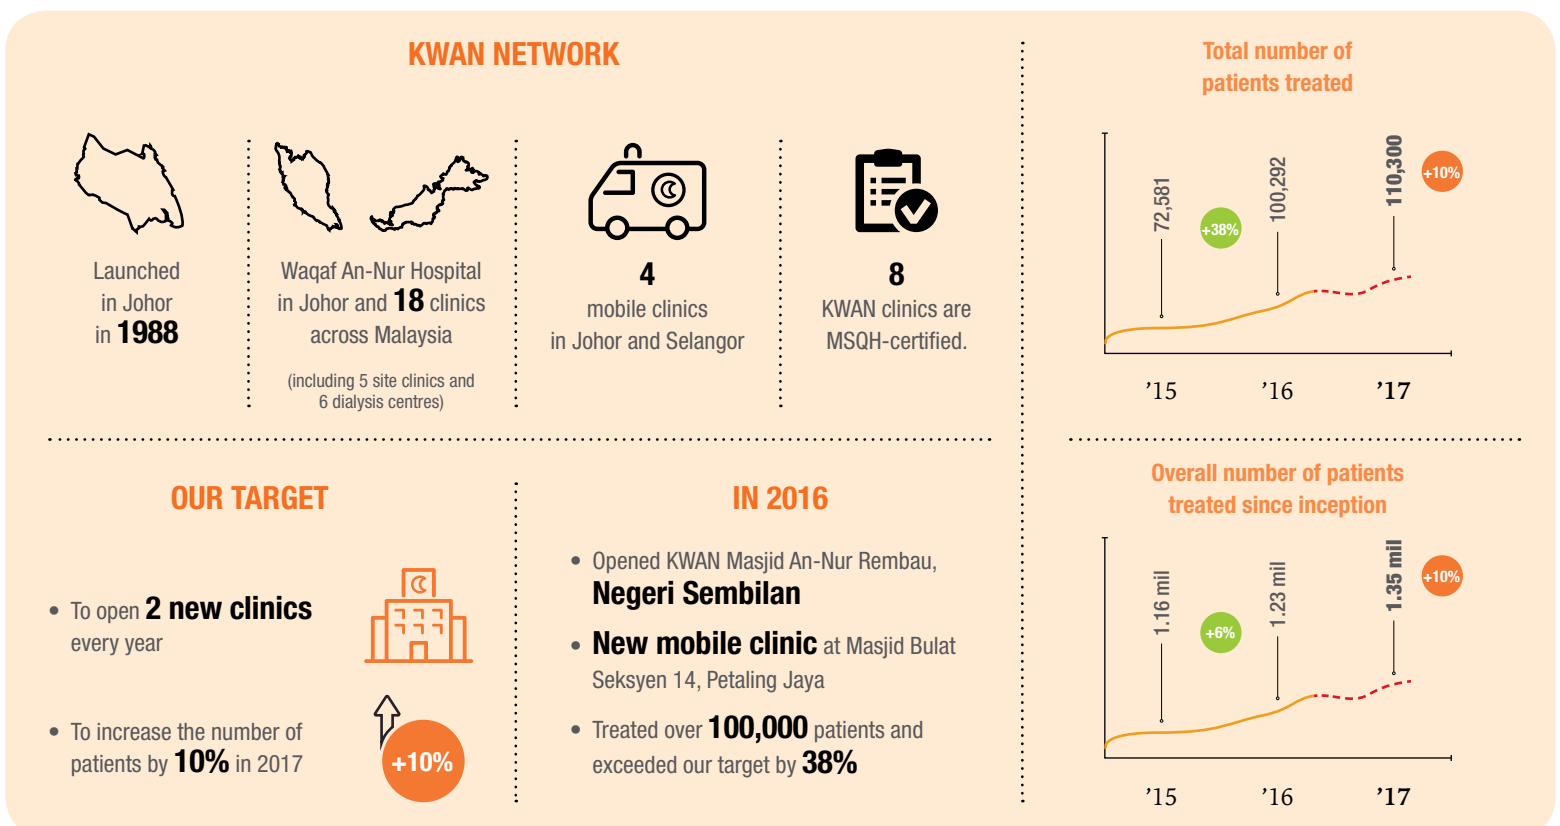 KWAN NETWORK
Launched
in Johor
in 1988
Waqaf An-Nur Hospital
in Johor and 18 clinics
across Malaysia
(including 5 site clinics and
6 dialysis centres)
4
mobile clinics
in Johor and Selangor
8
KWAN clinics are
MSQH-certified.
OUR TARGET
• To open 2 new clinics
every year
• To increase the number of
patients by 10% in 2017
+10%
IN 2016
• Opened KWAN Masjid An-Nur Rembau,
Negeri Sembilan
• New mobile clinic at Masjid Bulat
Seksyen 14, Petaling Jaya
• Treated over 100,000 patients and
exceeded our target by 38%
Total number of
patients treated
72,581
+38%
100,292
110,300
+10%
’15 ’16 ’17
Overall number of patients
treated since inception
1.16 mil
+6%
1.23 mil
1.35 mil
+10%
’15 ’16 ’17